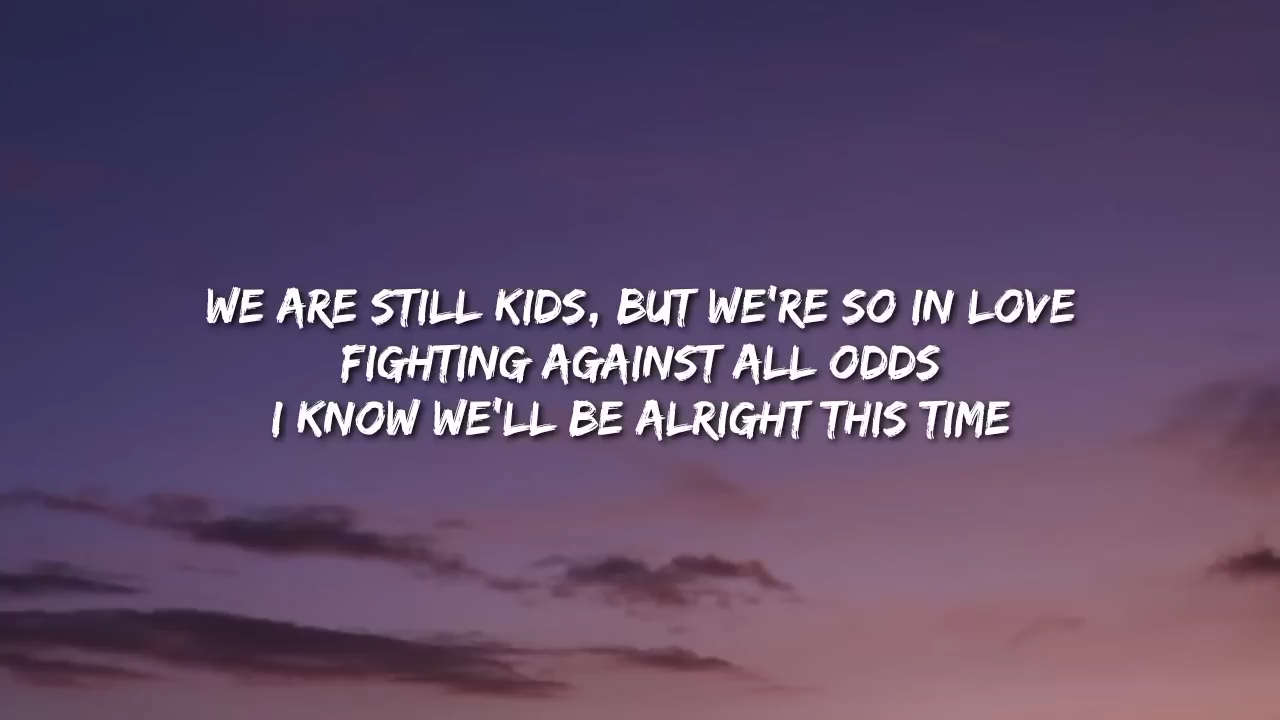 WE ARE STILL KIDS, BUT WE'RE SO IN LOVE
FIGHTING AGAINST ALL ODDS
I KNOW WE'LL BE ALRIGHT THIS TIME